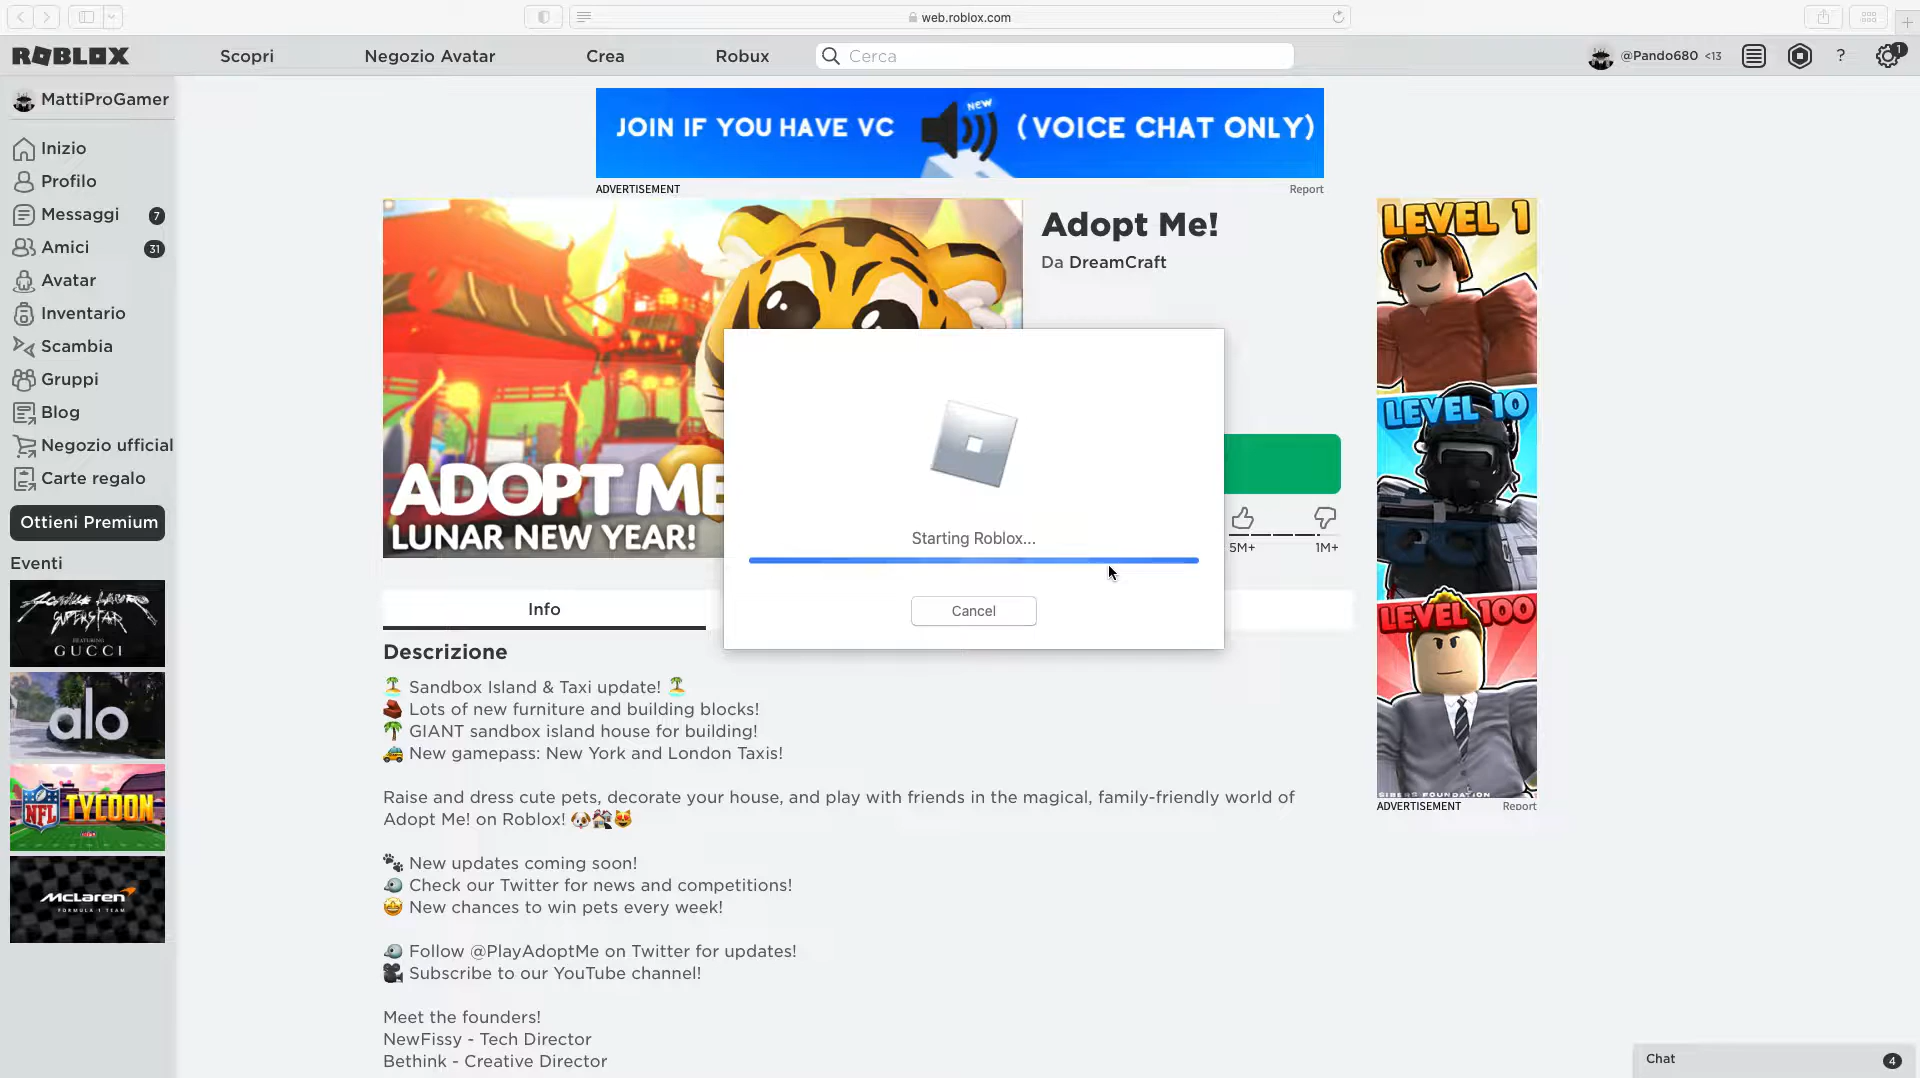 web.roblox.com
ROBLOX
Scopri
Negozio Avatar
Crea
Robux
Cerca
@Pando680 <13
?
1
MattiProGamer
Inizio
Profilo
Messaggi 7
Amici 31
Avatar
Inventario
Scambia
Gruppi
Blog
Negozio ufficial
Carte regalo
Ottieni Premium
Eventi
SUPERSTAR
FEATURING
GUCCI
alo
NFL TYCOON
McLaren
FORMULA 1 TEAM
JOIN IF YOU HAVE VC NEW (VOICE CHAT ONLY)
ADVERTISEMENT Report
ADOPT ME
LUNAR NEW YEAR!
Adopt Me!
Da DreamCraft
5M+ 1M+
Starting Roblox...
Cancel
Info
Descrizione
Sandbox Island & Taxi update!
Lots of new furniture and building blocks!
GIANT sandbox island house for building!
New gamepass: New York and London Taxis!
Raise and dress cute pets, decorate your house, and play with friends in the magical, family-friendly world of
Adopt Me! on Roblox!
New updates coming soon!
Check our Twitter for news and competitions!
New chances to win pets every week!
Follow @PlayAdoptMe on Twitter for updates!
Subscribe to our YouTube channel!
Meet the founders!
NewFissy - Tech Director
Bethink - Creative Director
LEVEL 1
LEVEL 10
LEVEL 100
ADVERTISEMENT Report
Chat 4